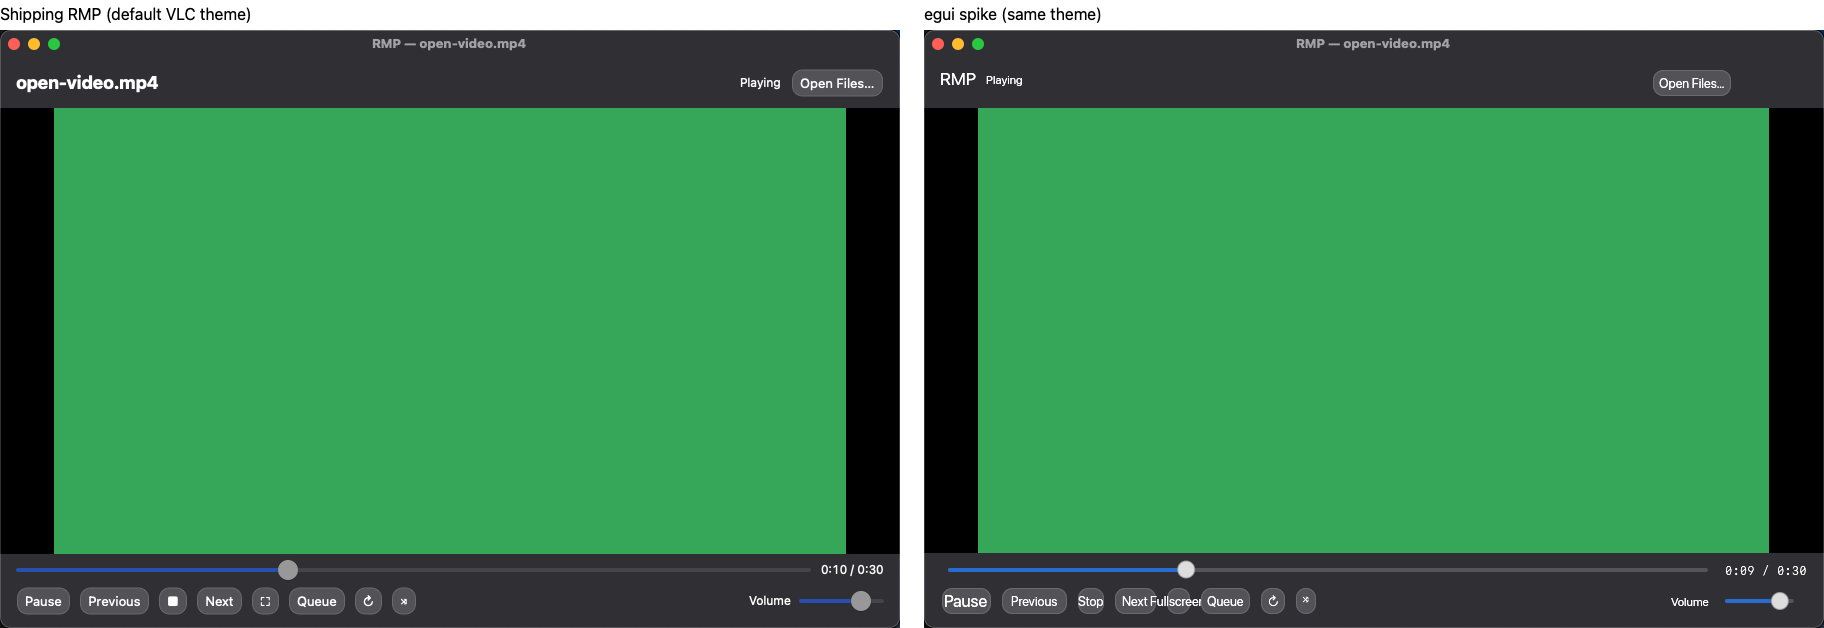 Shipping RMP (default VLC theme)
RMP — open-video.mp4
open-video.mp4
Playing
Open Files...
0:10 / 0:30
Pause
Previous
Next
Queue
Volume
egui spike (same theme)
RMP — open-video.mp4
RMP
Playing
Open Files...
0:09 / 0:30
Pause
Previous
Stop
Next
Fullscreen
Queue
Volume